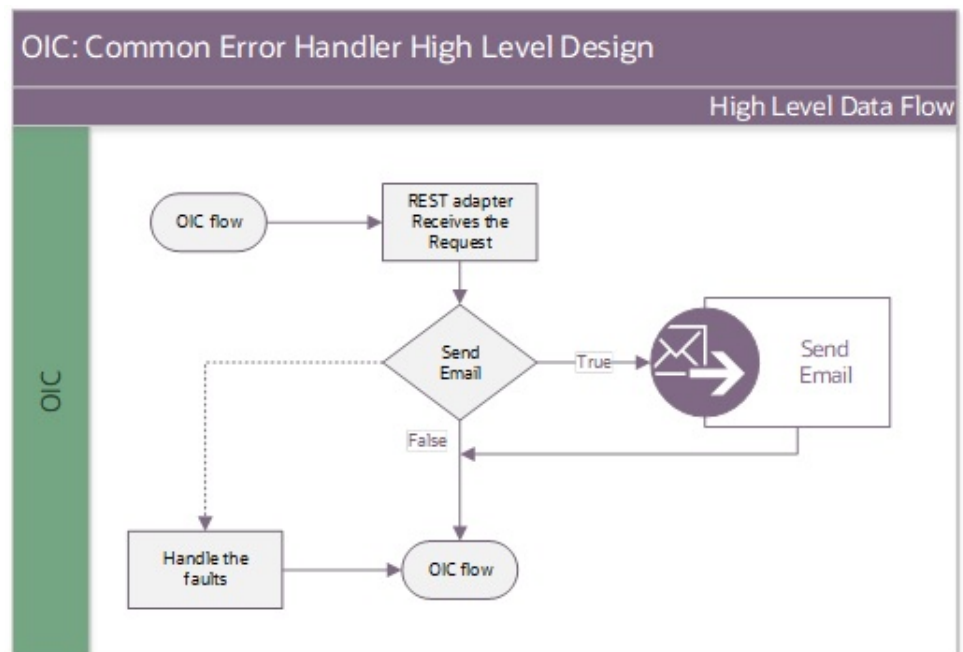 OIC: Common Error Handler High Level Design
High Level Data Flow
OIC
OIC flow
REST adapter
Receives the
Request
Send
Email
True
Send
Email
False
Handle the
faults
OIC flow